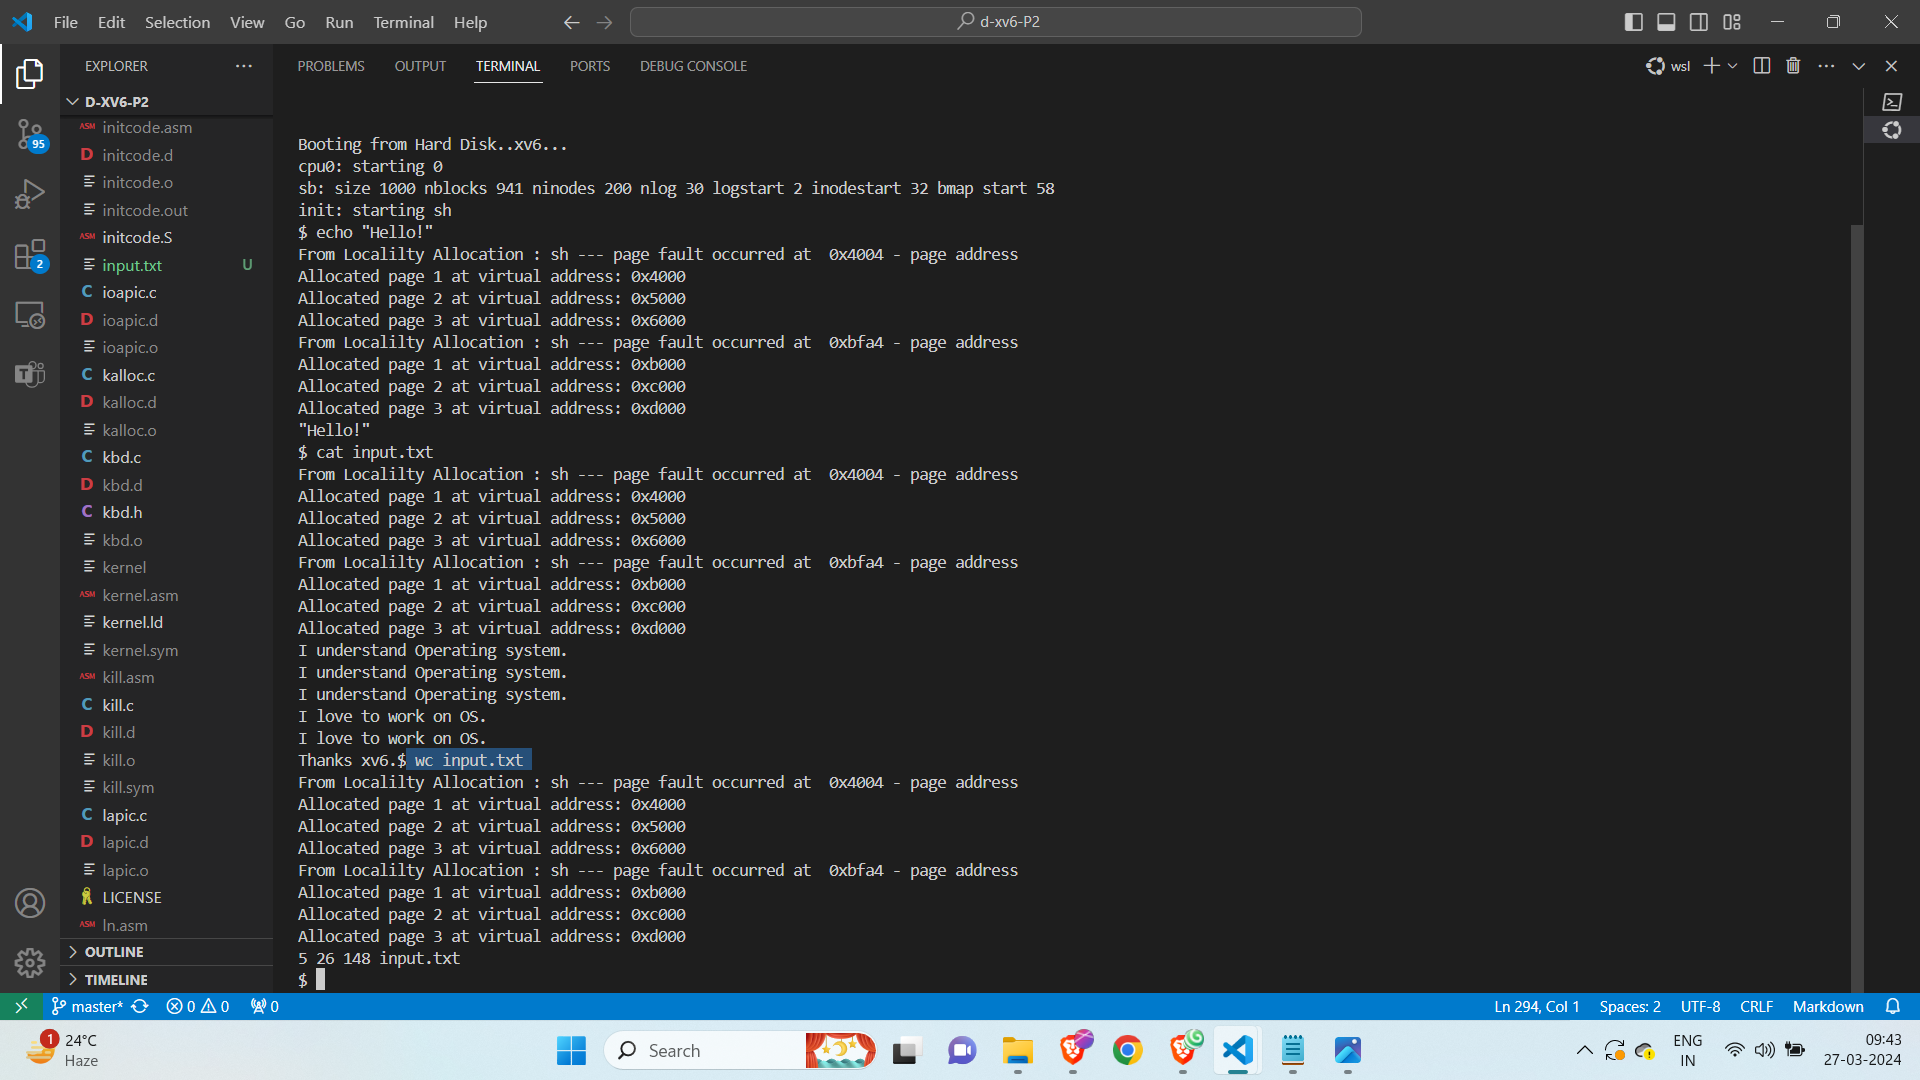 File Edit Selection View Go Run Terminal Help
d-xv6-P2
EXPLORER
D-XV6-P2
ASM initcode.asm
D initcode.d
initcode.o
initcode.out
ASM initcode.S
input.txt U
C ioapic.c
D ioapic.d
ioapic.o
C kalloc.c
D kalloc.d
kalloc.o
C kbd.c
D kbd.d
C kbd.h
kbd.o
kernel
ASM kernel.asm
kernel.ld
kernel.sym
ASM kill.asm
C kill.c
D kill.d
kill.o
kill.sym
C lapic.c
D lapic.d
lapic.o
LICENSE
ASM ln.asm
OUTLINE
TIMELINE
95
2
PROBLEMS OUTPUT TERMINAL PORTS DEBUG CONSOLE
wsl
Booting from Hard Disk..xv6...
cpu0: starting 0
sb: size 1000 nblocks 941 ninodes 200 nlog 30 logstart 2 inodestart 32 bmap start 58
init: starting sh
$ echo "Hello!"
From Localilty Allocation : sh --- page fault occurred at  0x4004 - page address
Allocated page 1 at virtual address: 0x4000
Allocated page 2 at virtual address: 0x5000
Allocated page 3 at virtual address: 0x6000
From Localilty Allocation : sh --- page fault occurred at  0xbfa4 - page address
Allocated page 1 at virtual address: 0xb000
Allocated page 2 at virtual address: 0xc000
Allocated page 3 at virtual address: 0xd000
"Hello!"
$ cat input.txt
From Localilty Allocation : sh --- page fault occurred at  0x4004 - page address
Allocated page 1 at virtual address: 0x4000
Allocated page 2 at virtual address: 0x5000
Allocated page 3 at virtual address: 0x6000
From Localilty Allocation : sh --- page fault occurred at  0xbfa4 - page address
Allocated page 1 at virtual address: 0xb000
Allocated page 2 at virtual address: 0xc000
Allocated page 3 at virtual address: 0xd000
I understand Operating system.
I understand Operating system.
I understand Operating system.
I love to work on OS.
I love to work on OS.
Thanks xv6.$ wc input.txt
From Localilty Allocation : sh --- page fault occurred at  0x4004 - page address
Allocated page 1 at virtual address: 0x4000
Allocated page 2 at virtual address: 0x5000
Allocated page 3 at virtual address: 0x6000
From Localilty Allocation : sh --- page fault occurred at  0xbfa4 - page address
Allocated page 1 at virtual address: 0xb000
Allocated page 2 at virtual address: 0xc000
Allocated page 3 at virtual address: 0xd000
5 26 148 input.txt
$
master* 0 0 0
Ln 294, Col 1 Spaces: 2 UTF-8 CRLF Markdown
1 24°C
Haze
Search
ENG
IN
09:43
27-03-2024